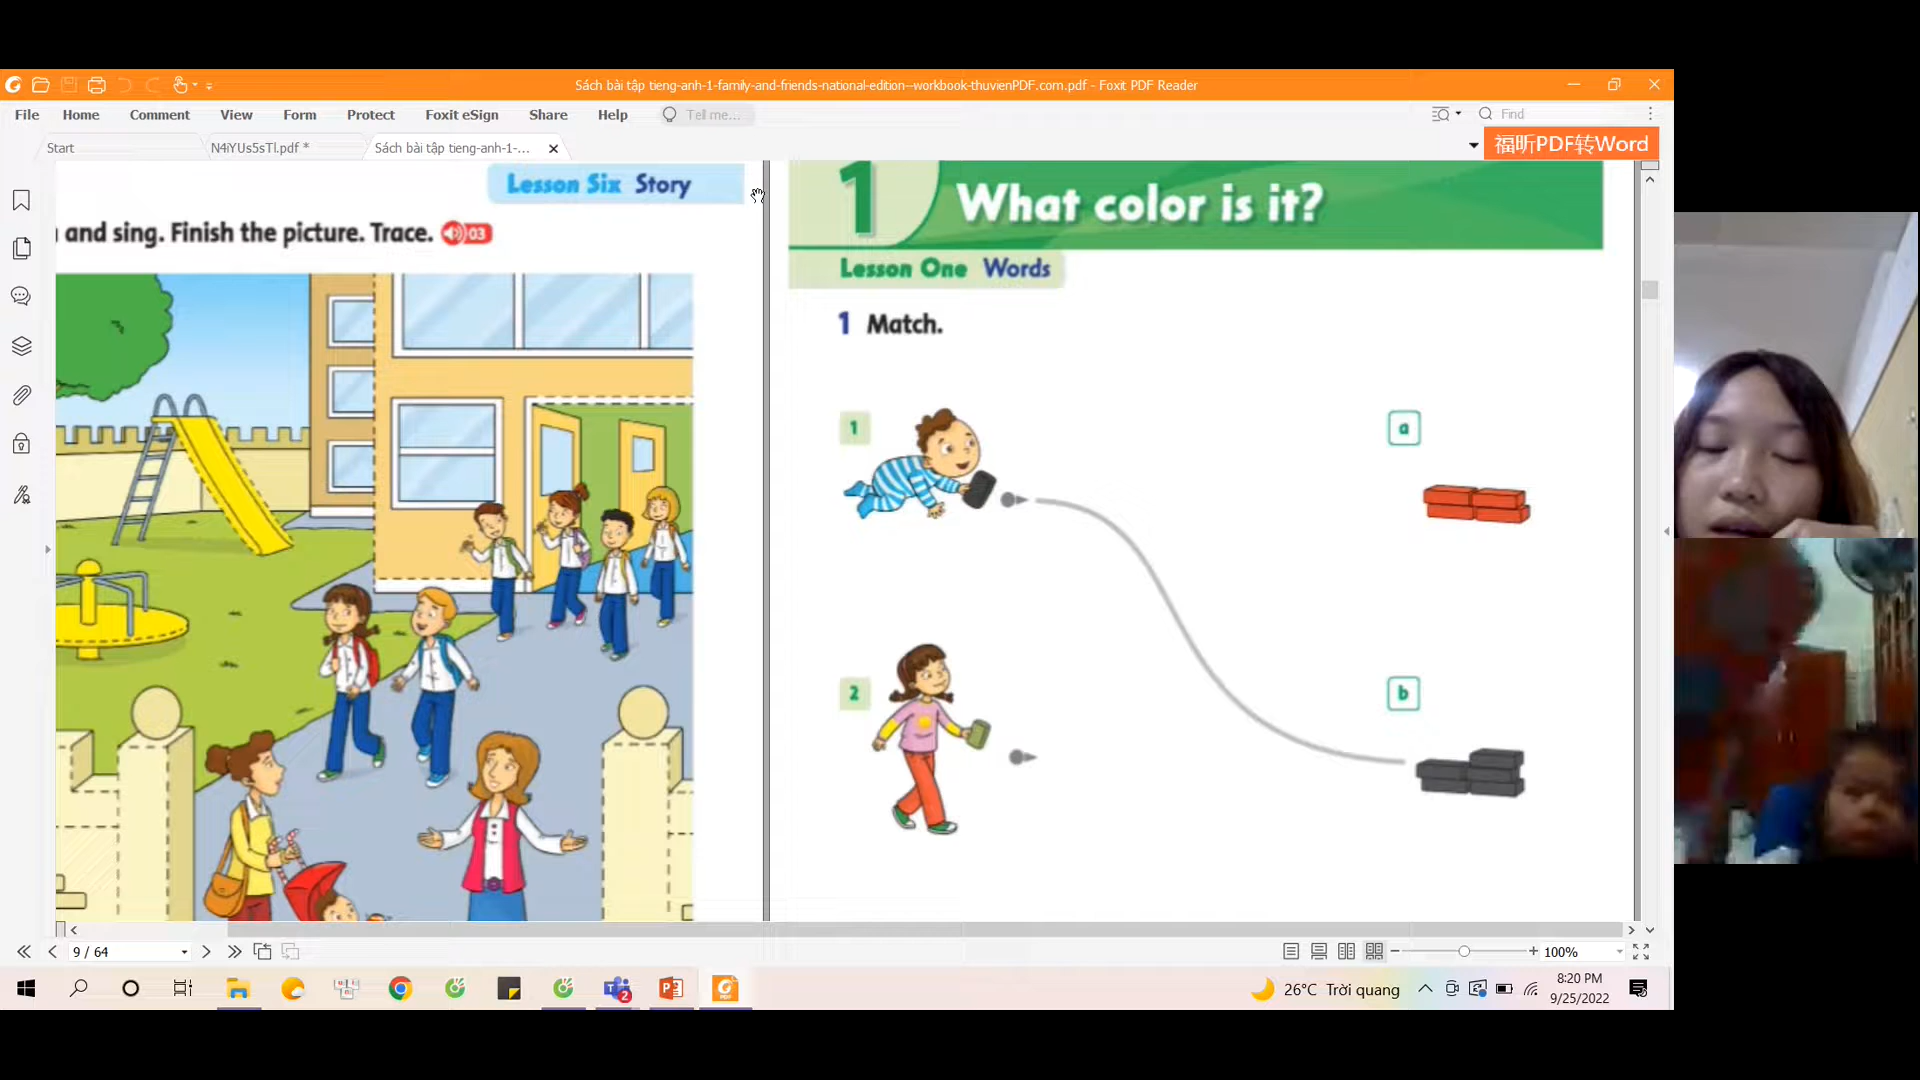 Sách bài tập tieng-anh-1-family-and-friends-national-edition--workbook-thuvienPDF.com.pdf - Foxit PDF Reader
File Home Comment View Form Protect Foxit eSign Share Help Tell me... Find
Start N4iYUs5sTl.pdf * Sách bài tập tieng-anh-1-... 福昕PDF转Word
Lesson Six Story
and sing. Finish the picture. Trace. 03
1 What color is it?
Lesson One Words
1 Match.
1 a
2 b
9 / 64 100%
26°C Trời quang 8:20 PM
9/25/2022
2